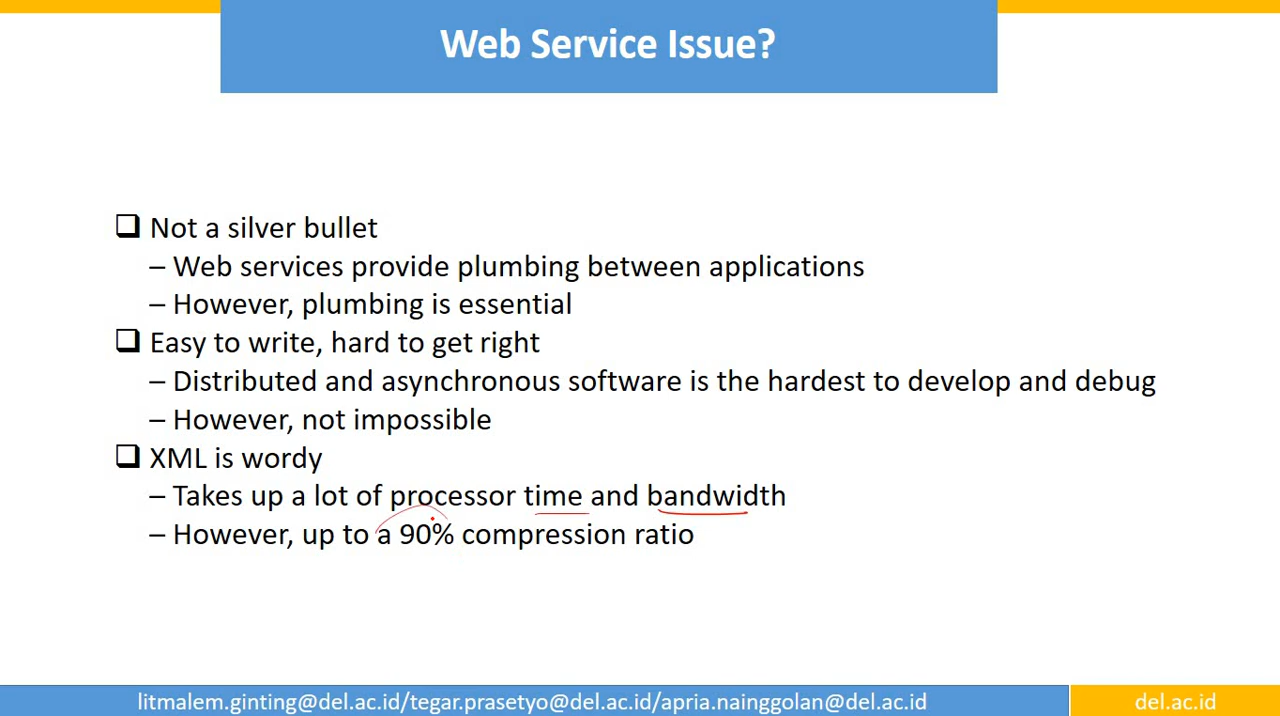 Web Service Issue?
❑ Not a silver bullet
– Web services provide plumbing between applications
– However, plumbing is essential
❑ Easy to write, hard to get right
– Distributed and asynchronous software is the hardest to develop and debug
– However, not impossible
❑ XML is wordy
– Takes up a lot of processor time and bandwidth
– However, up to a 90% compression ratio
litmalem.ginting@del.ac.id/tegar.prasetyo@del.ac.id/apria.nainggolan@del.ac.id
del.ac.id